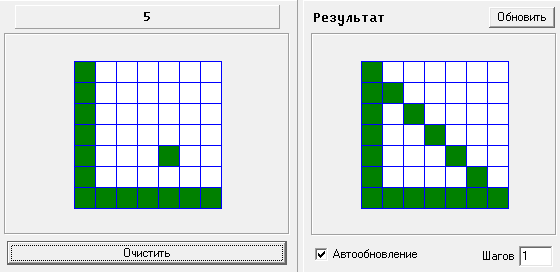 5
Результат
Обновить
Очистить
Автообновление
Шагов 1